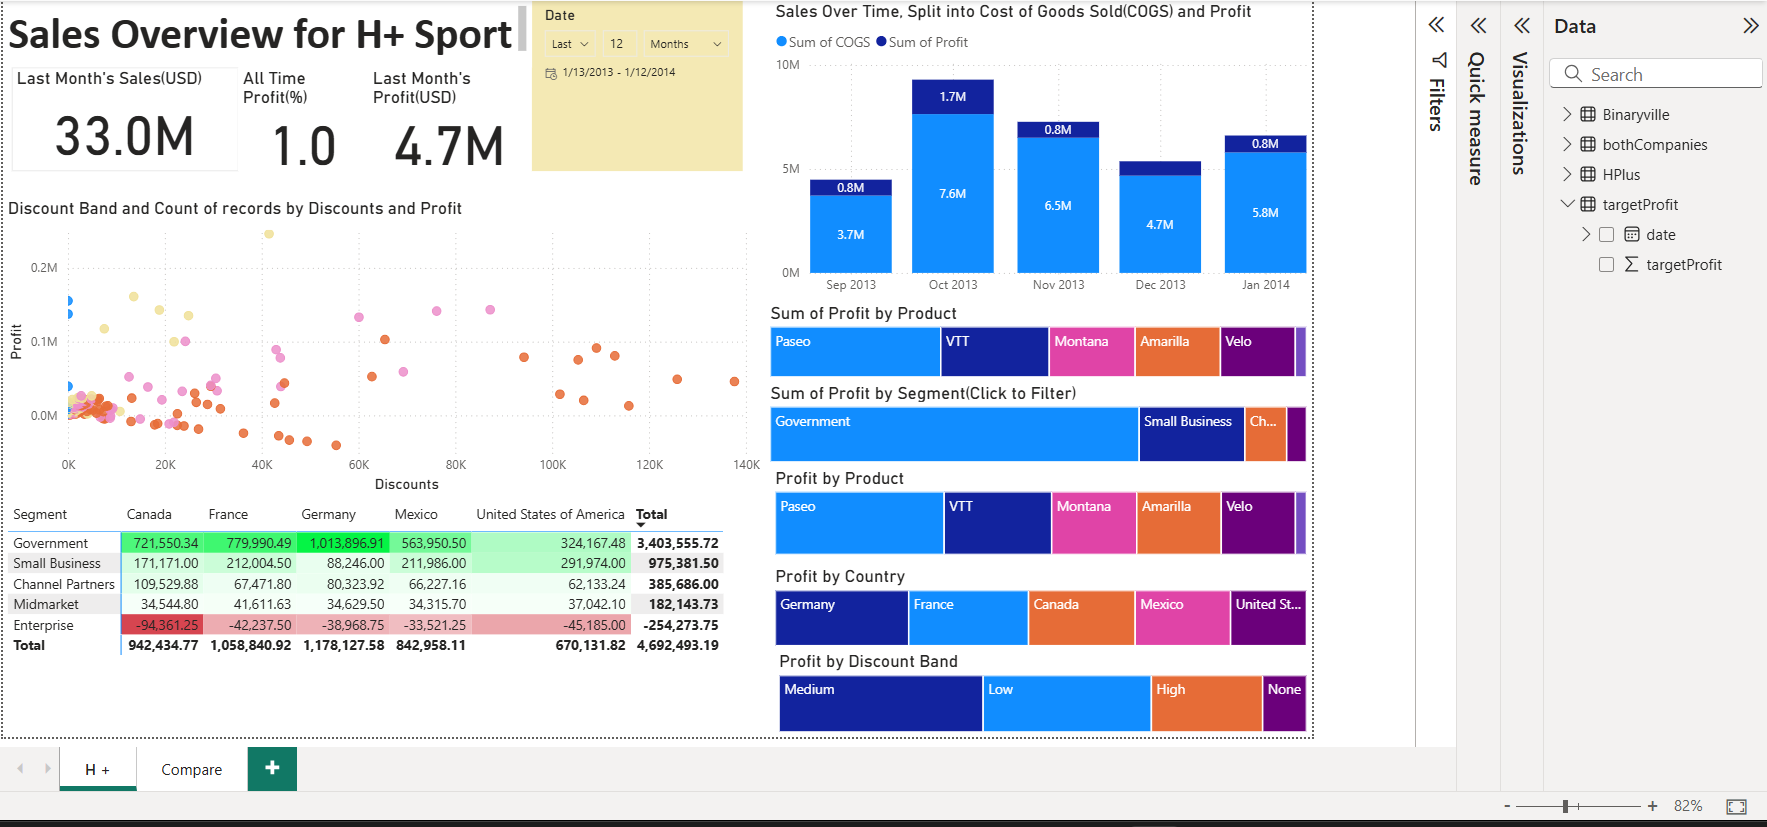 Sales Overview for H+ Sport
Last Month's Sales(USD)
33.0M
All Time
Profit(%)
1.0
Last Month's
Profit(USD)
4.7M
Date
Last 12 Months
1/13/2013 - 1/12/2014
Discount Band and Count of records by Discounts and Profit
Profit
0.2M
0.1M
0.0M
0K 20K 40K 60K 80K 100K 120K 140K
Discounts
Segment Canada France Germany Mexico United States of America Total
Government 721,550.34 779,990.49 1,013,896.91 563,950.50 324,167.48 3,403,555.72
Small Business 171,171.00 212,004.50 88,246.00 211,986.00 291,974.00 975,381.50
Channel Partners 109,529.88 67,471.80 80,323.92 66,227.16 62,133.24 385,686.00
Midmarket 34,544.80 41,611.63 34,629.50 34,315.70 37,042.10 182,143.73
Enterprise -94,361.25 -42,237.50 -38,968.75 -33,521.25 -45,185.00 -254,273.75
Total 942,434.77 1,058,840.92 1,178,127.58 842,958.11 670,131.82 4,692,493.19
Sales Over Time, Split into Cost of Goods Sold(COGS) and Profit
Sum of COGS Sum of Profit
10M
5M
0M
0.8M 1.7M 0.8M 0.8M
3.7M 7.6M 6.5M 4.7M 5.8M
Sep 2013 Oct 2013 Nov 2013 Dec 2013 Jan 2014
Sum of Profit by Product
Paseo VTT Montana Amarilla Velo
Sum of Profit by Segment(Click to Filter)
Government Small Business Ch...
Profit by Product
Paseo VTT Montana Amarilla Velo
Profit by Country
Germany France Canada Mexico United St...
Profit by Discount Band
Medium Low High None
Filters
Quick measure
Visualizations
Data
Search
Binaryville
bothCompanies
HPlus
targetProfit
date
targetProfit
H +
Compare
+
- + 82%